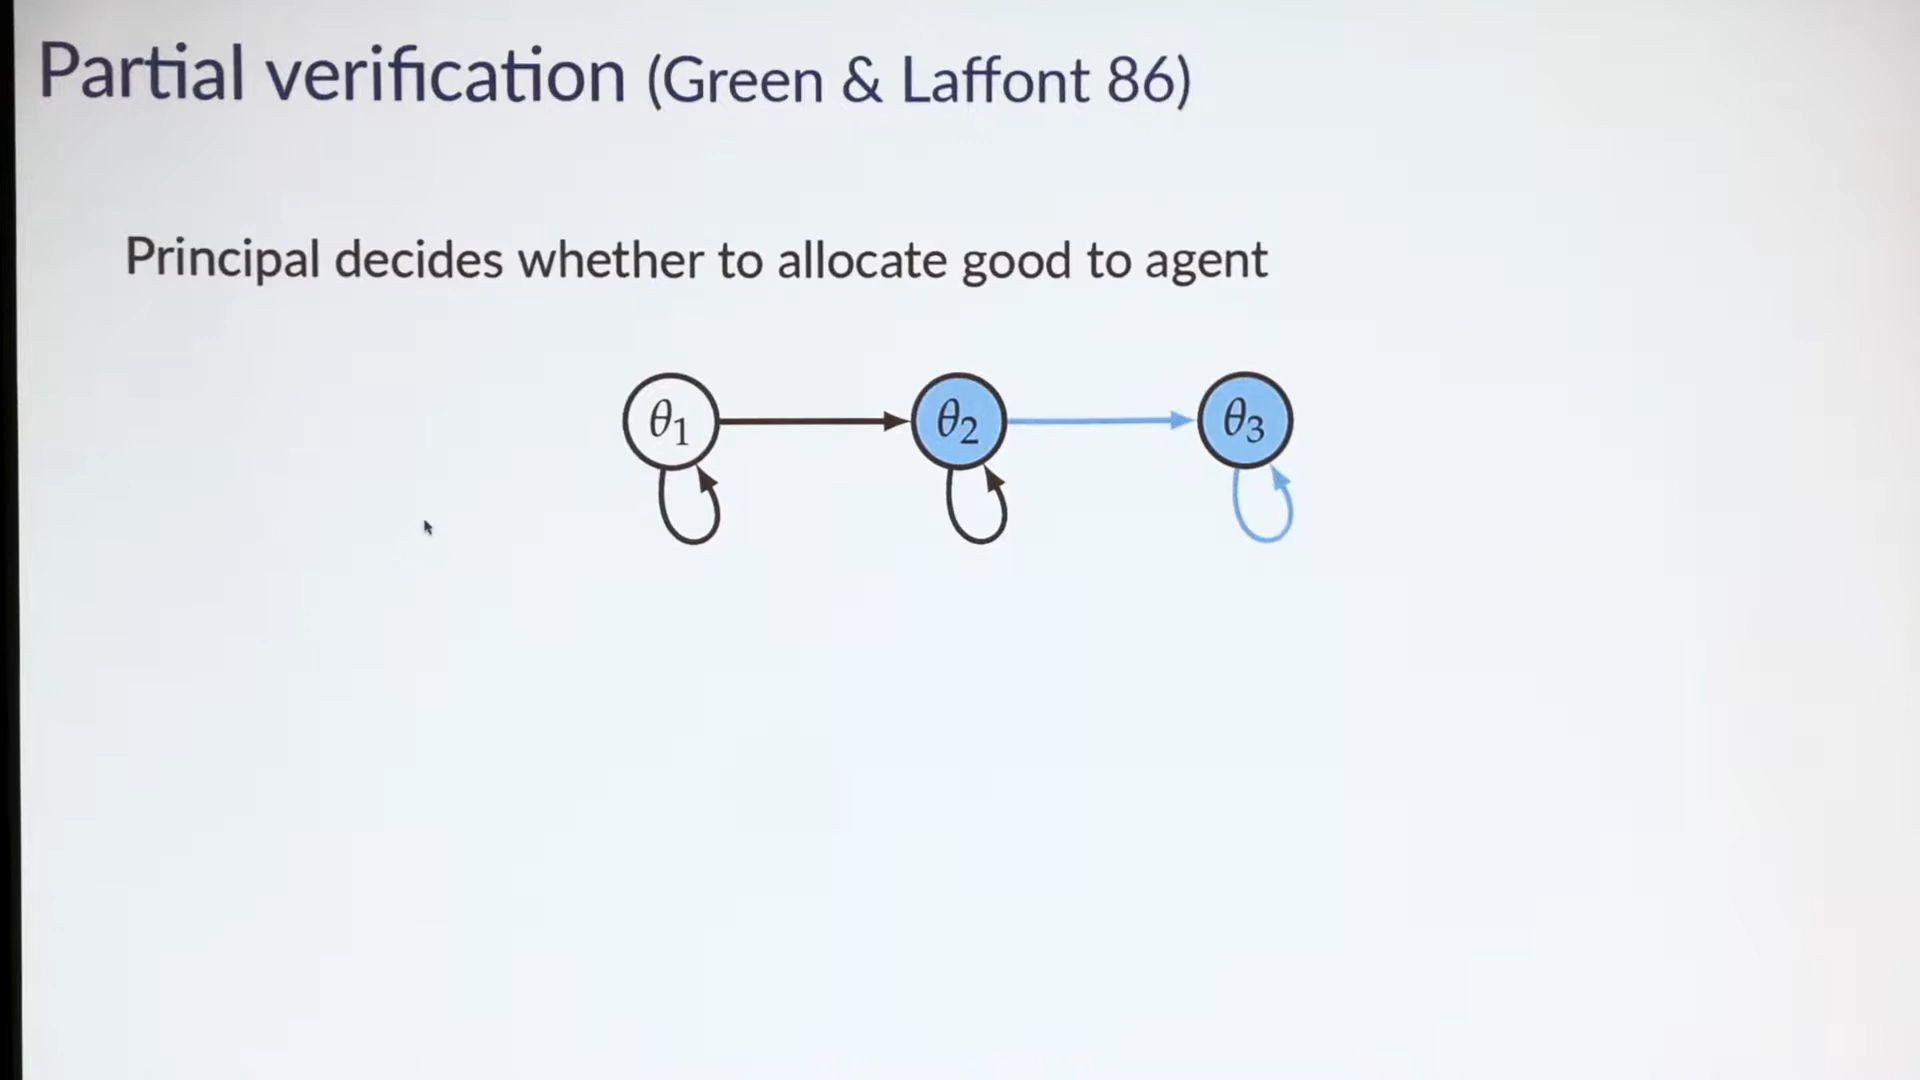 Partial verification (Green & Laffont 86)
Principal decides whether to allocate good to agent
θ₁ θ₂ θ₃